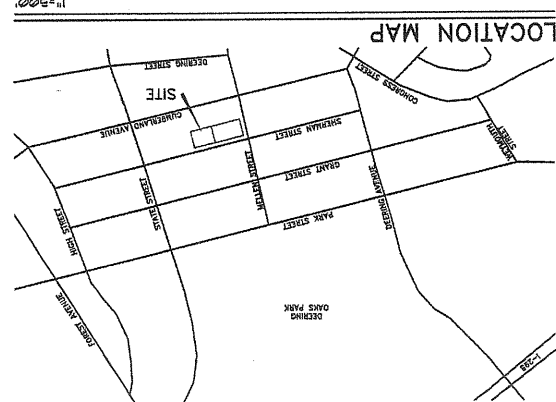 I-295
DEERING
OAKS PARK
FOREST AVENUE
PARK STREET
DEERING AVENUE
HIGH STREET
GRANT STREET
STATE STREET
MELLEN STREET
WEYMOUTH
STREET
SHERMAN STREET
CUMBERLAND AVENUE
SITE
CONGRESS STREET
DEERING STREET
LOCATION MAP